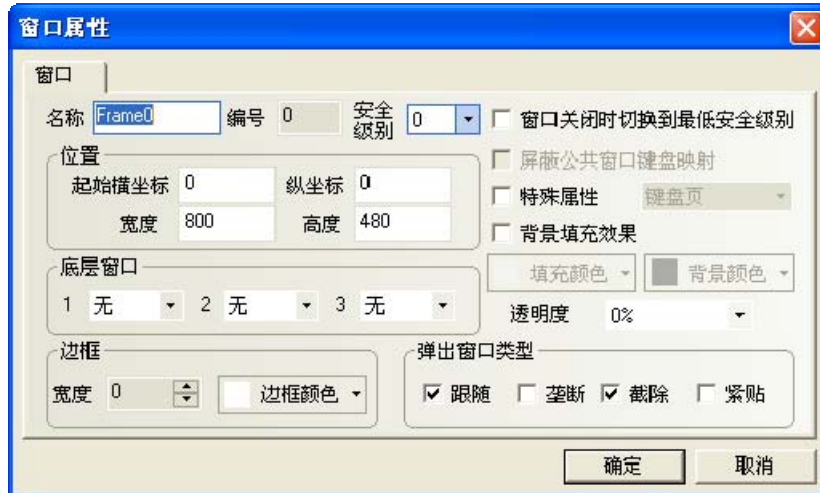 窗口属性
窗口
名称 Frame0 编号 0 安全级别 0 窗口关闭时切换到最低安全级别
位置 屏蔽公共窗口键盘映射
起始横坐标 0 纵坐标 0 特殊属性 键盘页
宽度 800 高度 480 背景填充效果
底层窗口 填充颜色 背景颜色
1 无 2 无 3 无 透明度 0%
边框 弹出窗口类型
宽度 0 边框颜色 跟随 垄断 截除 紧贴
确定 取消